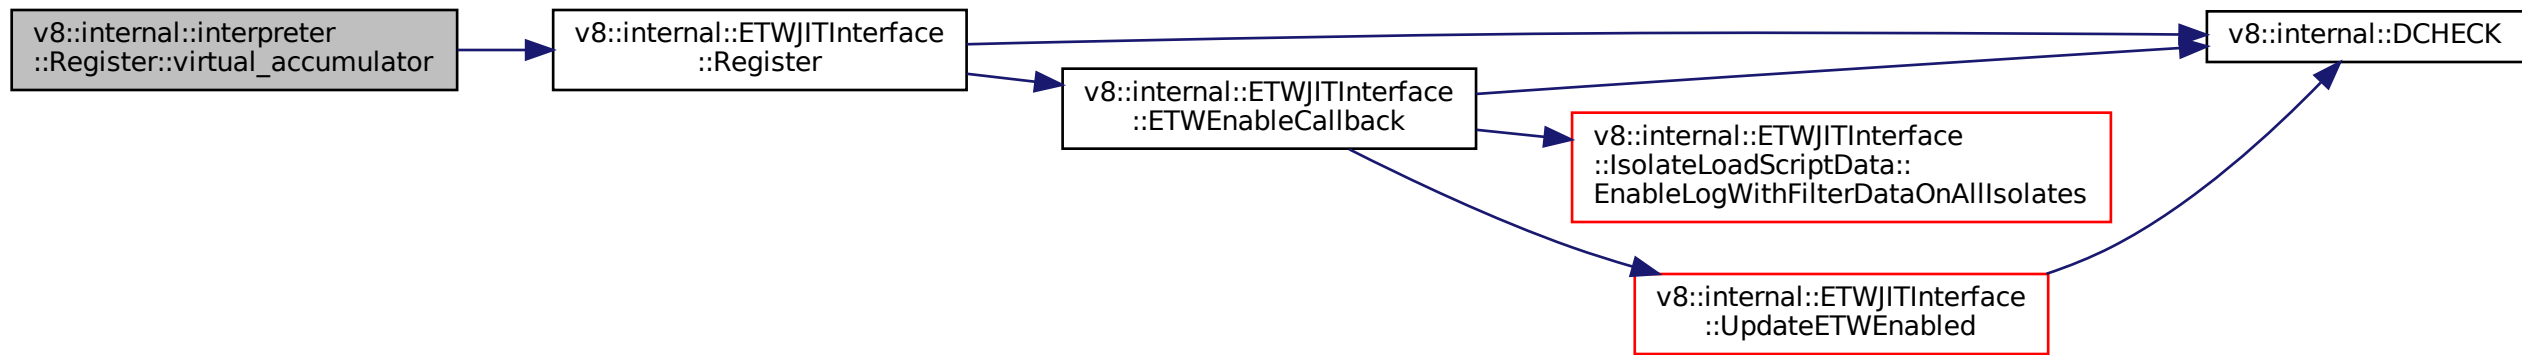 v8::internal::interpreter
::Register::virtual_accumulator
v8::internal::ETWJITInterface
::Register
v8::internal::ETWJITInterface
::ETWEnableCallback
v8::internal::DCHECK
v8::internal::ETWJITInterface
::IsolateLoadScriptData::
EnableLogWithFilterDataOnAllIsolates
v8::internal::ETWJITInterface
::UpdateETWEnabled